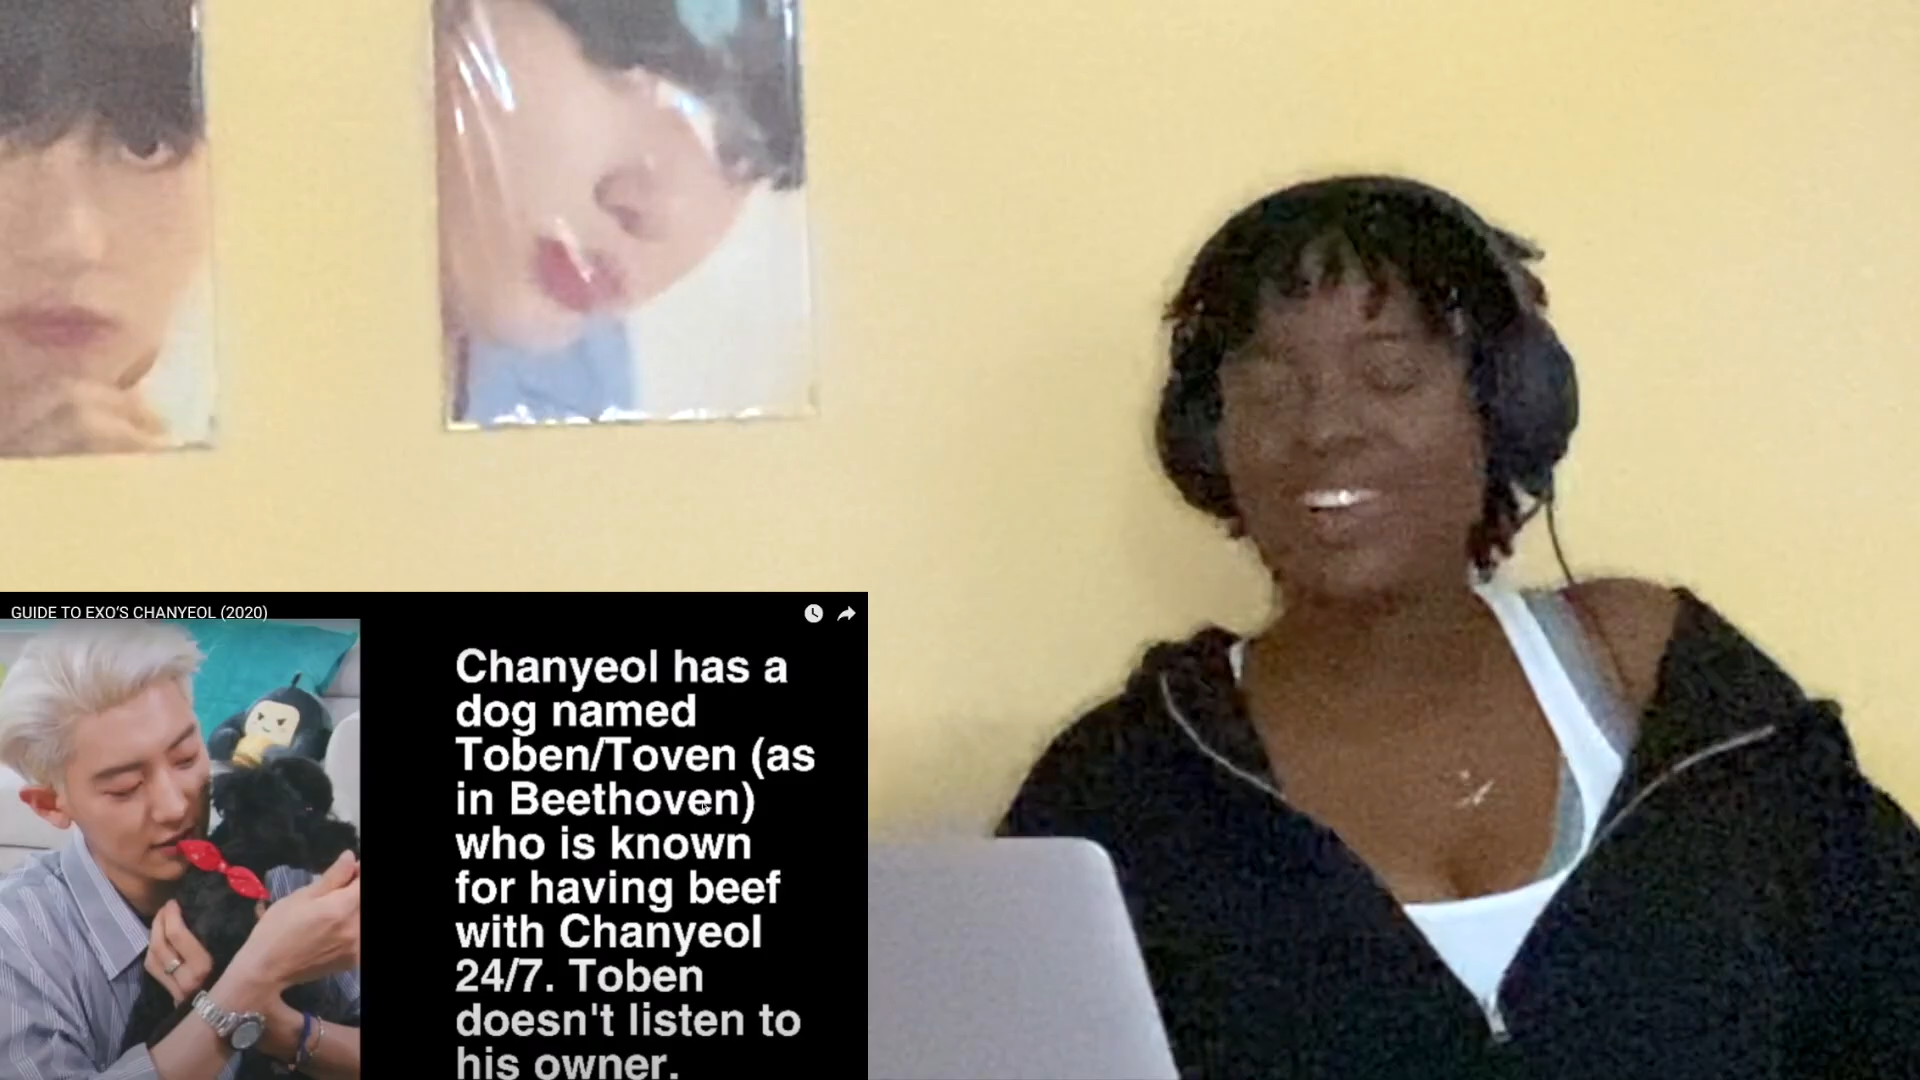 GUIDE TO EXO'S CHANYEOL (2020)
Chanyeol has a
dog named
Toben/Toven (as
in Beethoven)
who is known
for having beef
with Chanyeol
24/7. Toben
doesn't listen to
his owner.